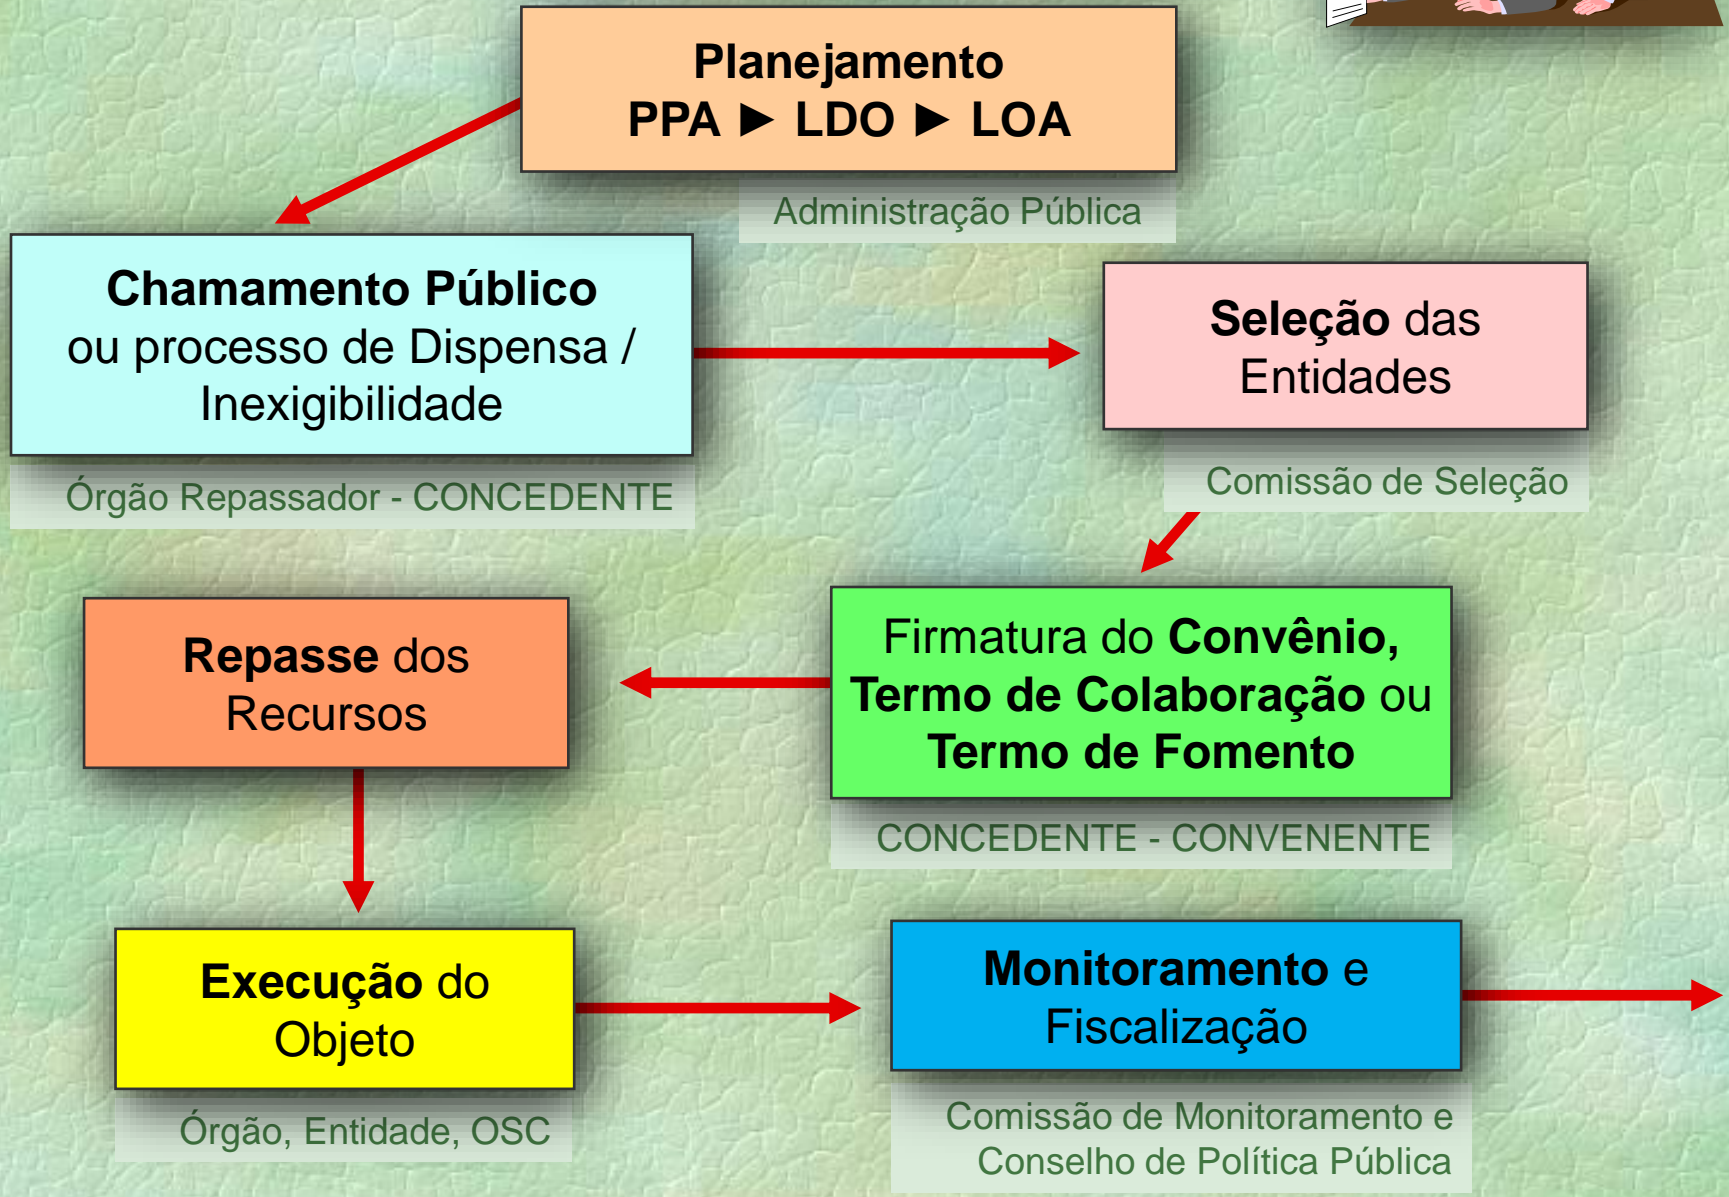 Planejamento
PPA ► LDO ► LOA
Administração Pública
Chamamento Público
ou processo de Dispensa /
Inexigibilidade
Órgão Repassador - CONCEDENTE
Seleção das
Entidades
Comissão de Seleção
Firmatura do Convênio,
Termo de Colaboração ou
Termo de Fomento
CONCEDENTE - CONVENENTE
Repasse dos
Recursos
Execução do
Objeto
Órgão, Entidade, OSC
Monitoramento e
Fiscalização
Comissão de Monitoramento e
Conselho de Política Pública